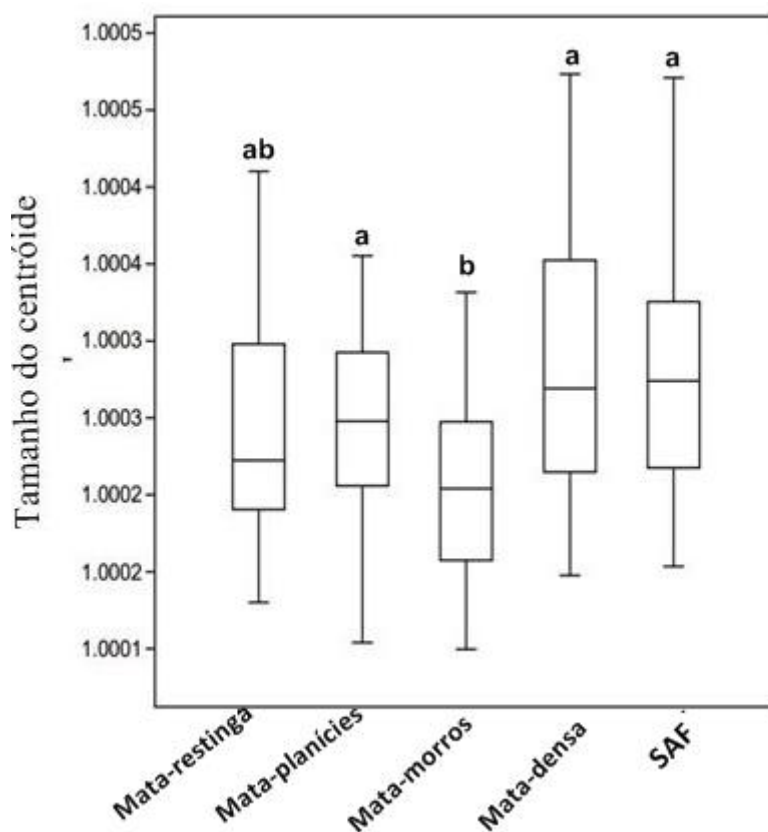 Tamanho do centróide
,
1.0005
1.0005
1.0004
1.0004
1.0003
1.0003
1.0002
1.0002
1.0001
ab
a
b
a
a
Mata-restinga
Mata-planícies
Mata-morros
Mata-densa
SAF